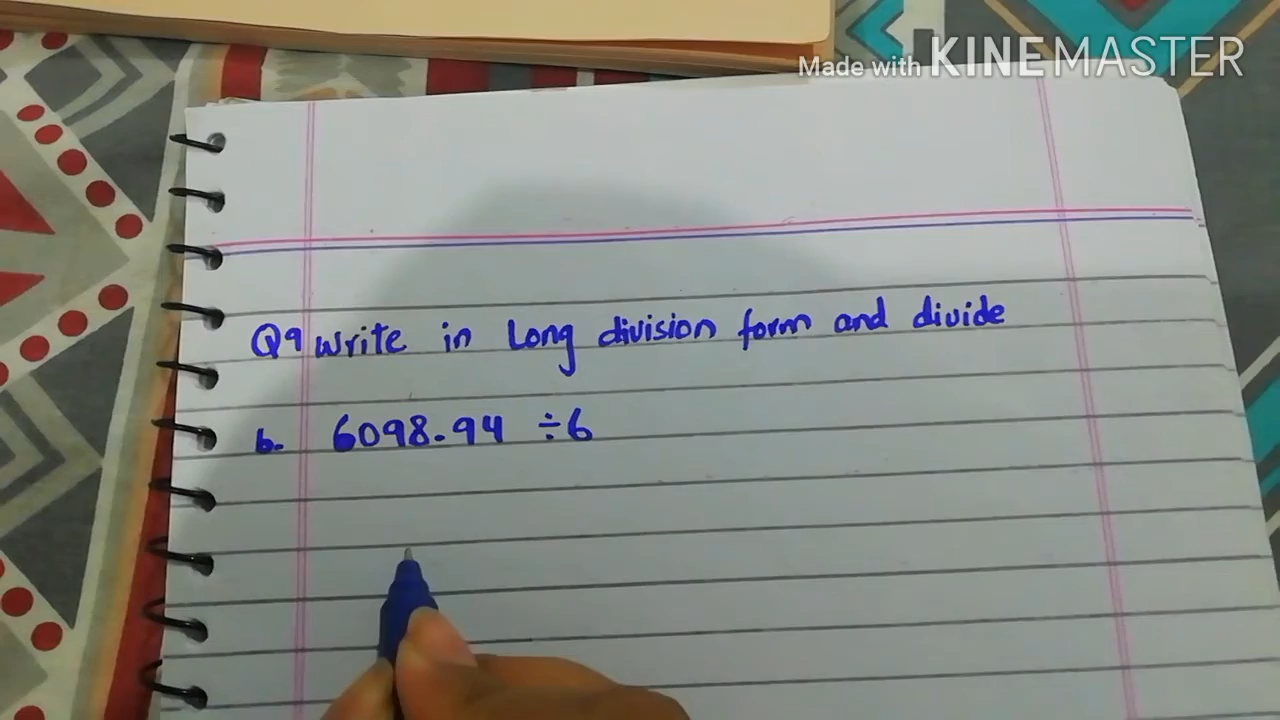 Made with KINEMASTER
Q9 Write in Long division form and divide
b. 6098.94 ÷6